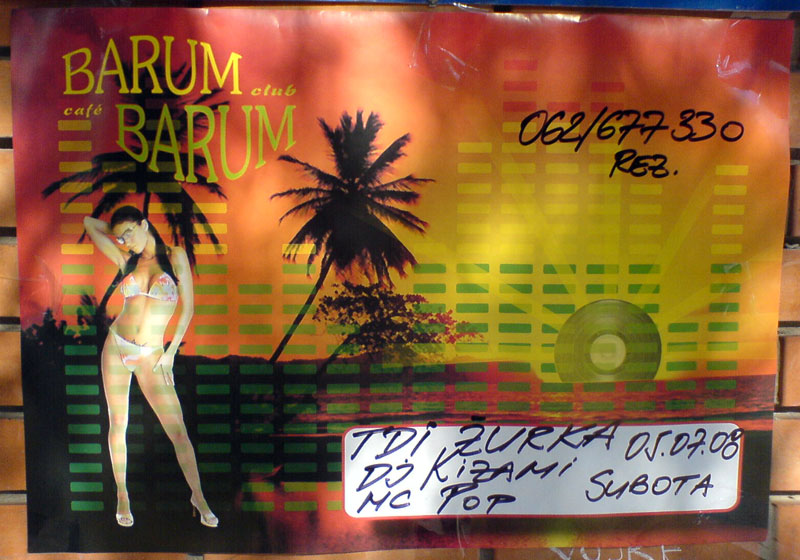 BARUM club
café BARUM
062/677 330
REZ.
TDI ŽURKA 05.07.08
DJ KIZAMI
MC POP SUBOTA